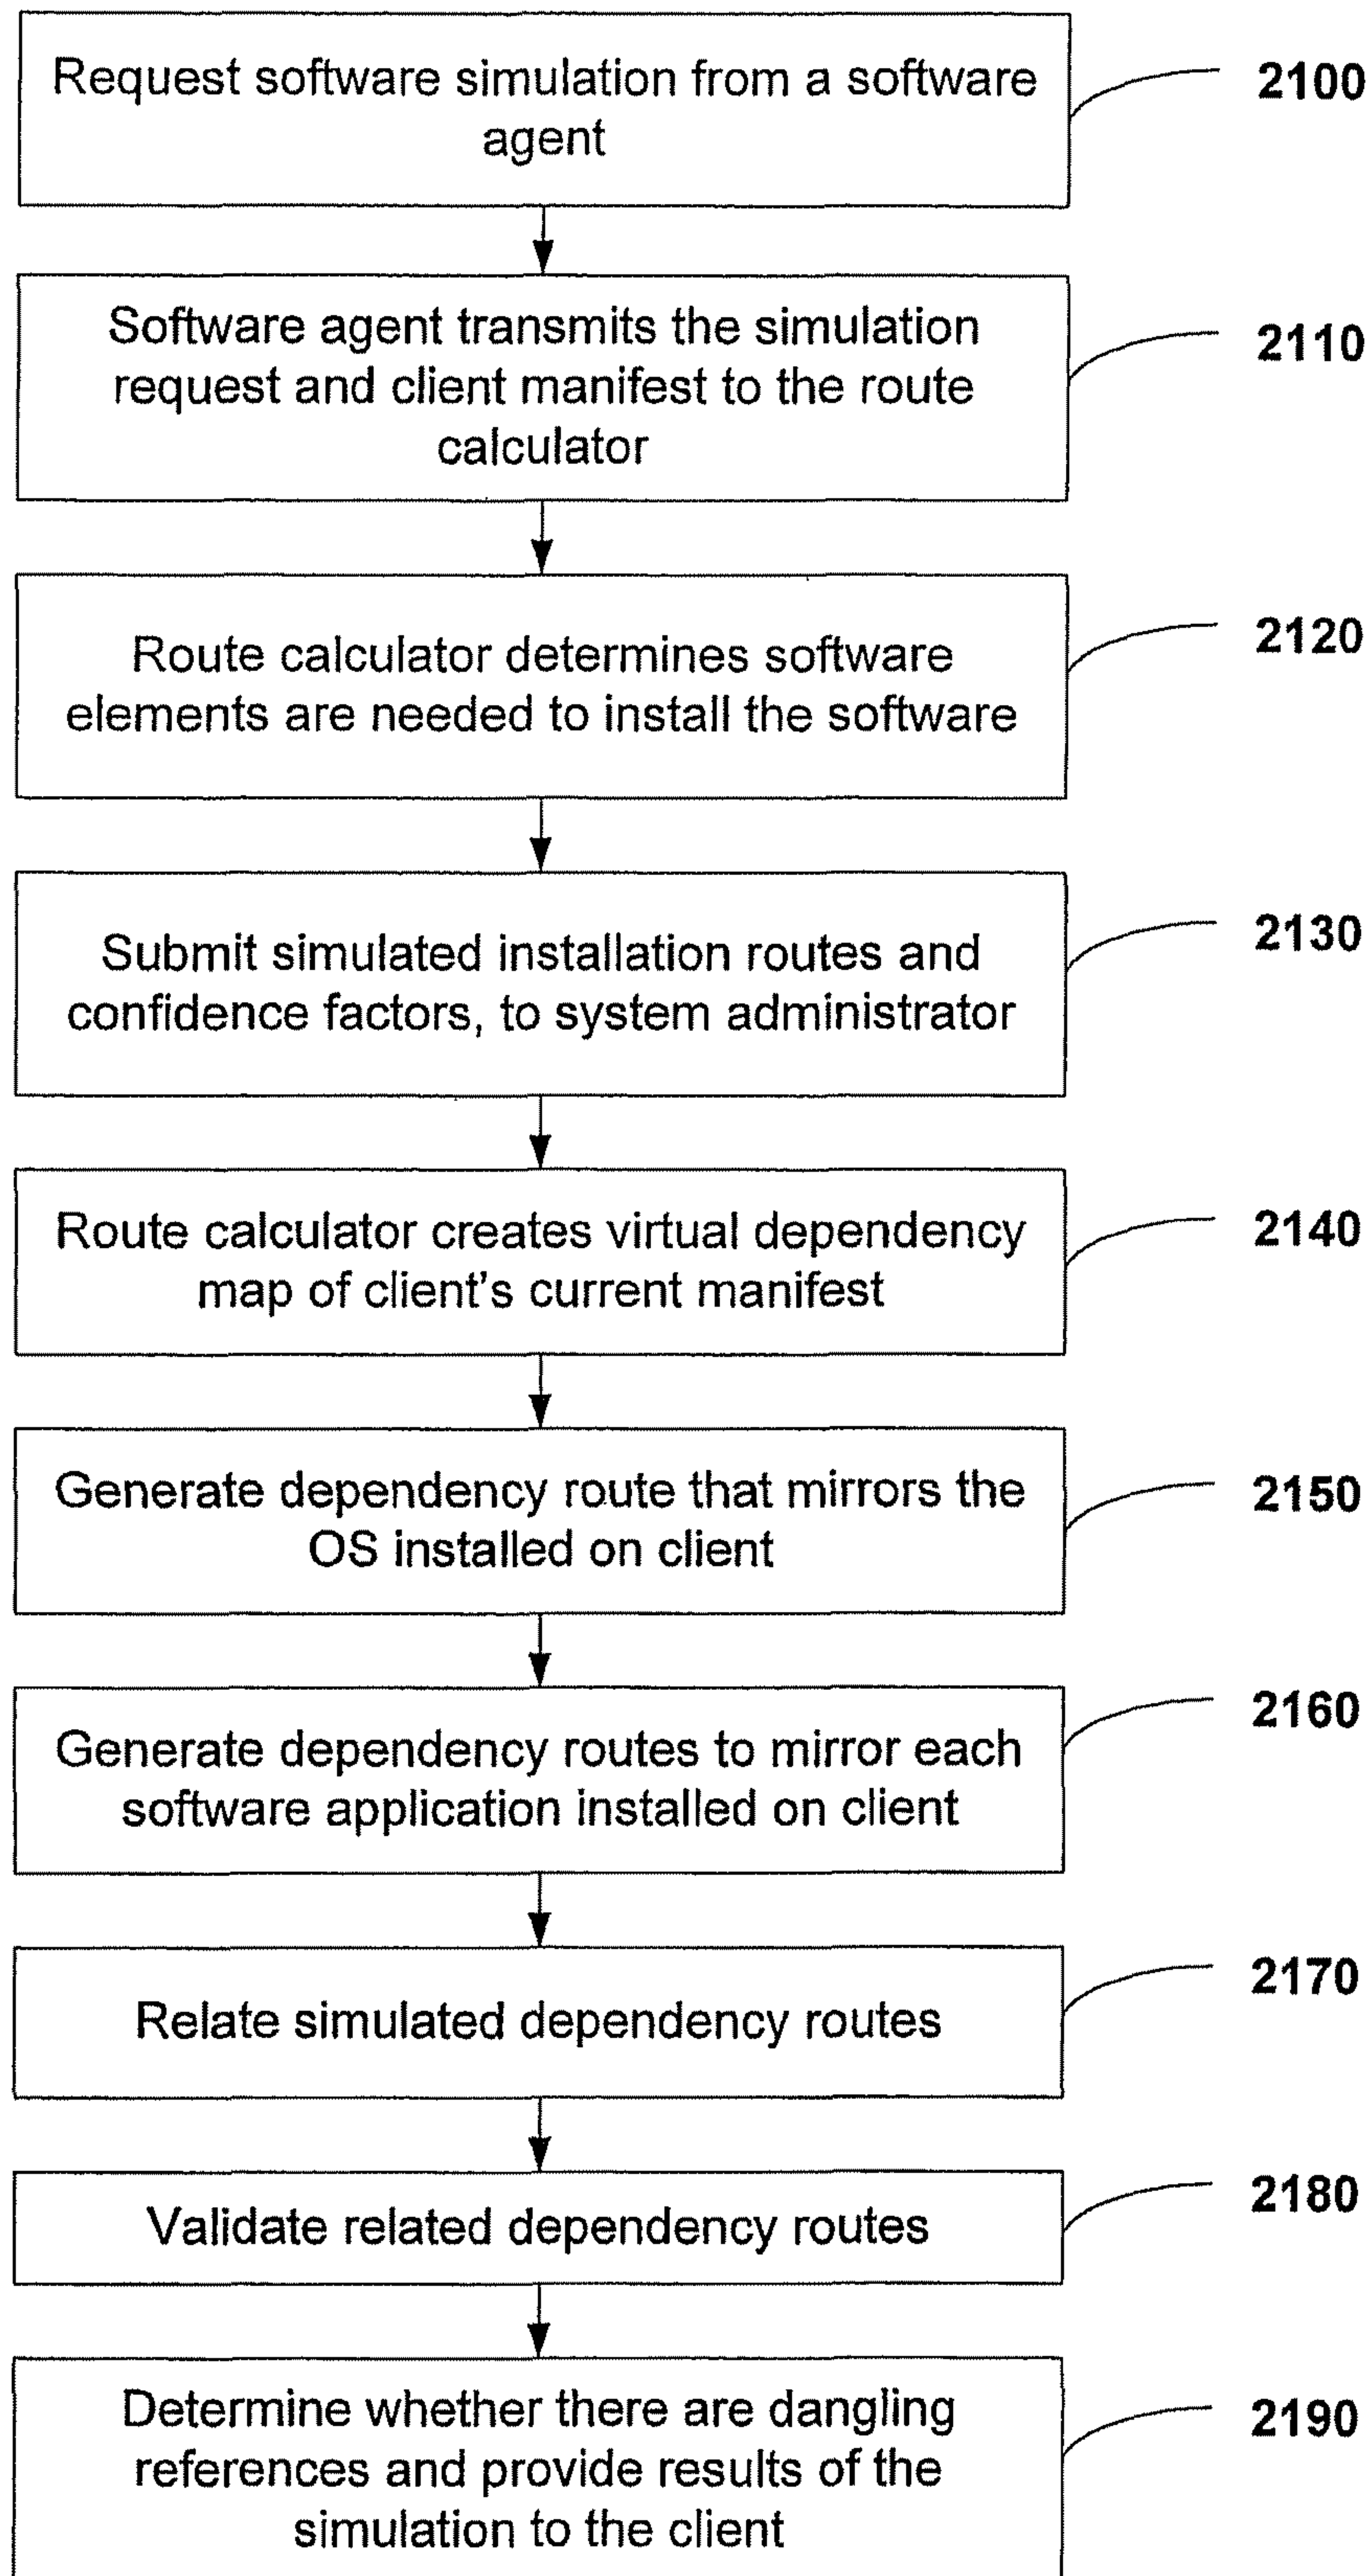 Request software simulation from a software
agent
2100
Software agent transmits the simulation
request and client manifest to the route
calculator
2110
Route calculator determines software
elements are needed to install the software
2120
Submit simulated installation routes and
confidence factors, to system administrator
2130
Route calculator creates virtual dependency
map of client's current manifest
2140
Generate dependency route that mirrors the
OS installed on client
2150
Generate dependency routes to mirror each
software application installed on client
2160
Relate simulated dependency routes
2170
Validate related dependency routes
2180
Determine whether there are dangling
references and provide results of the
simulation to the client
2190